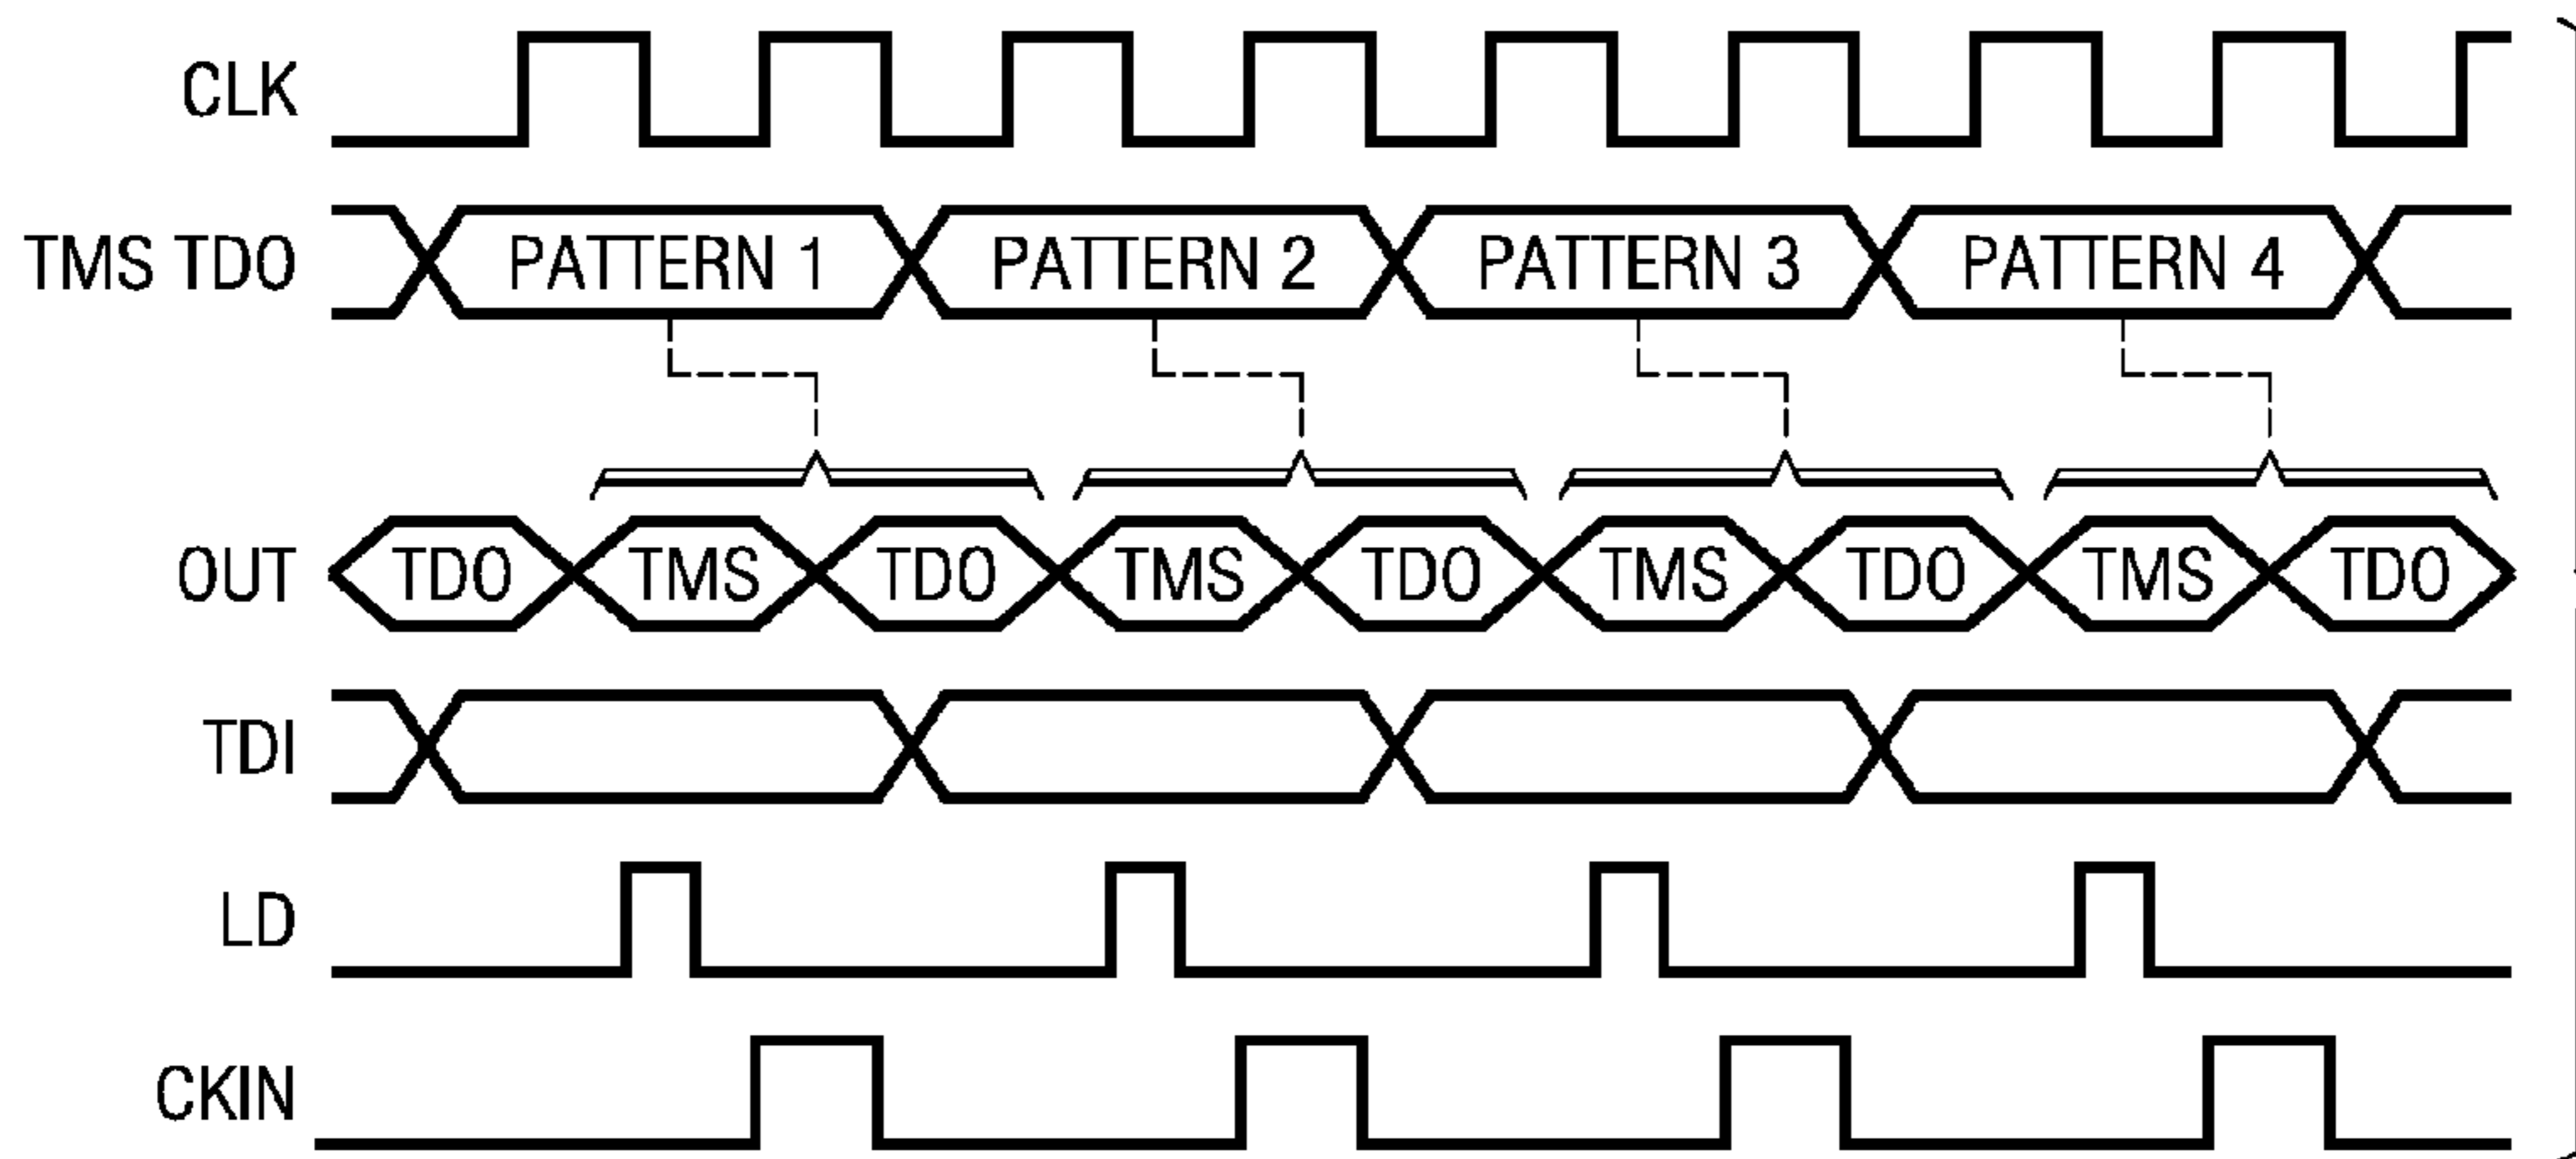 CLK
TMS TDO PATTERN 1 PATTERN 2 PATTERN 3 PATTERN 4
OUT TDO TMS TDO TMS TDO TMS TDO TMS TDO
TDI
LD
CKIN